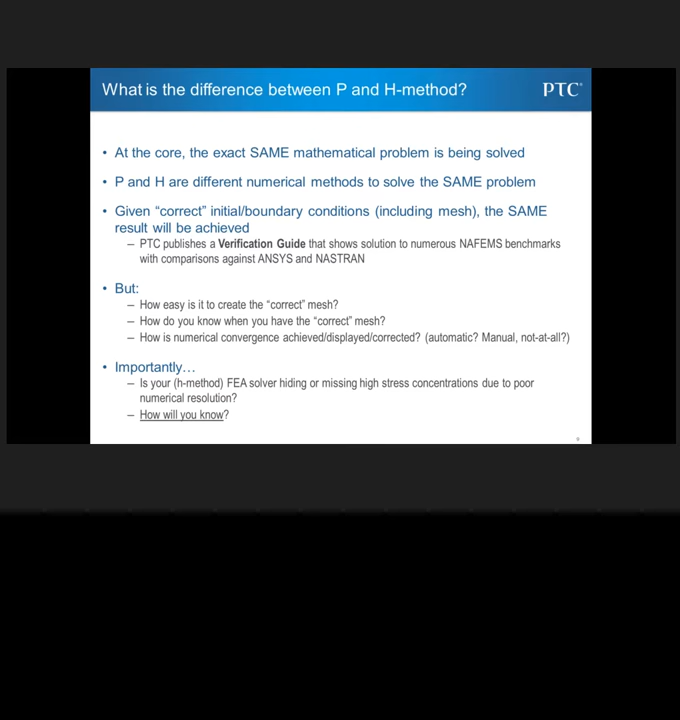 What is the difference between P and H-method?
PTC®
• At the core, the exact SAME mathematical problem is being solved
• P and H are different numerical methods to solve the SAME problem
• Given “correct” initial/boundary conditions (including mesh), the SAME
result will be achieved
– PTC publishes a Verification Guide that shows solution to numerous NAFEMS benchmarks
with comparisons against ANSYS and NASTRAN
• But:
– How easy is it to create the “correct” mesh?
– How do you know when you have the “correct” mesh?
– How is numerical convergence achieved/displayed/corrected? (automatic? Manual, not-at-all?)
• Importantly…
– Is your (h-method) FEA solver hiding or missing high stress concentrations due to poor
numerical resolution?
– How will you know?